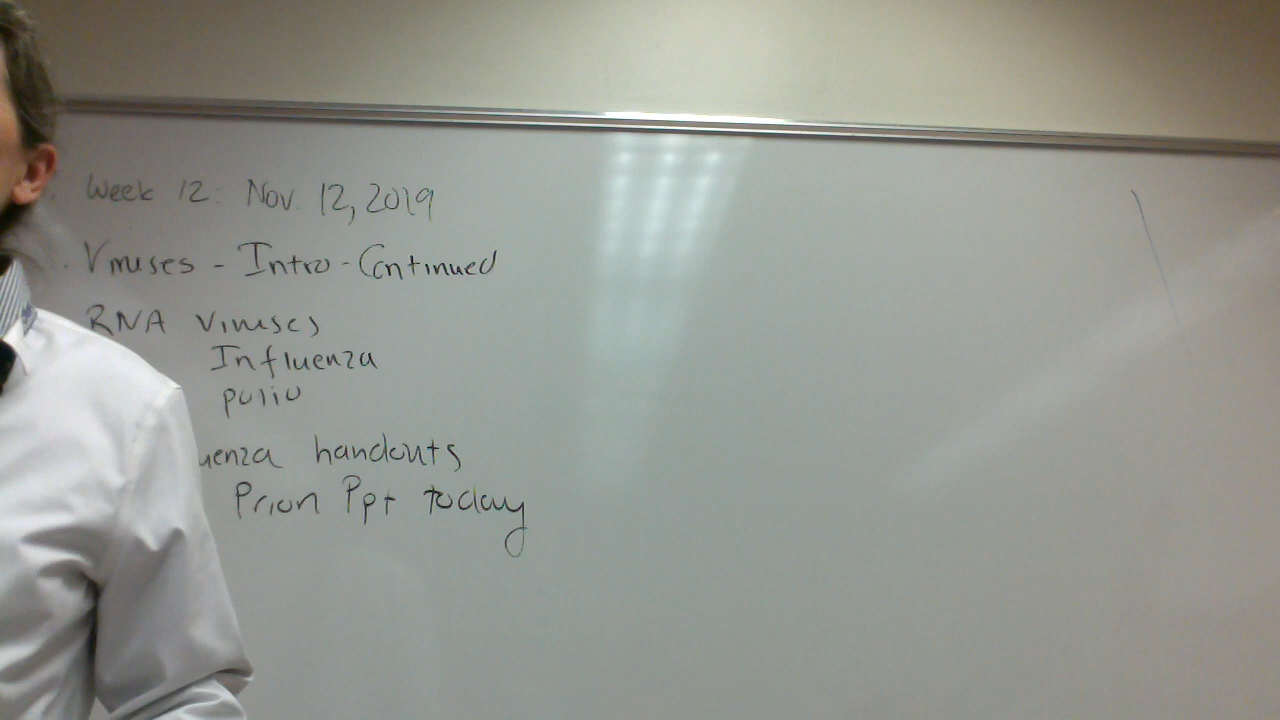 Week 12: Nov. 12, 2019
Viruses - Intro - Continued
RNA Viruses
Influenza
polio
uenza handouts
Prion Ppt today